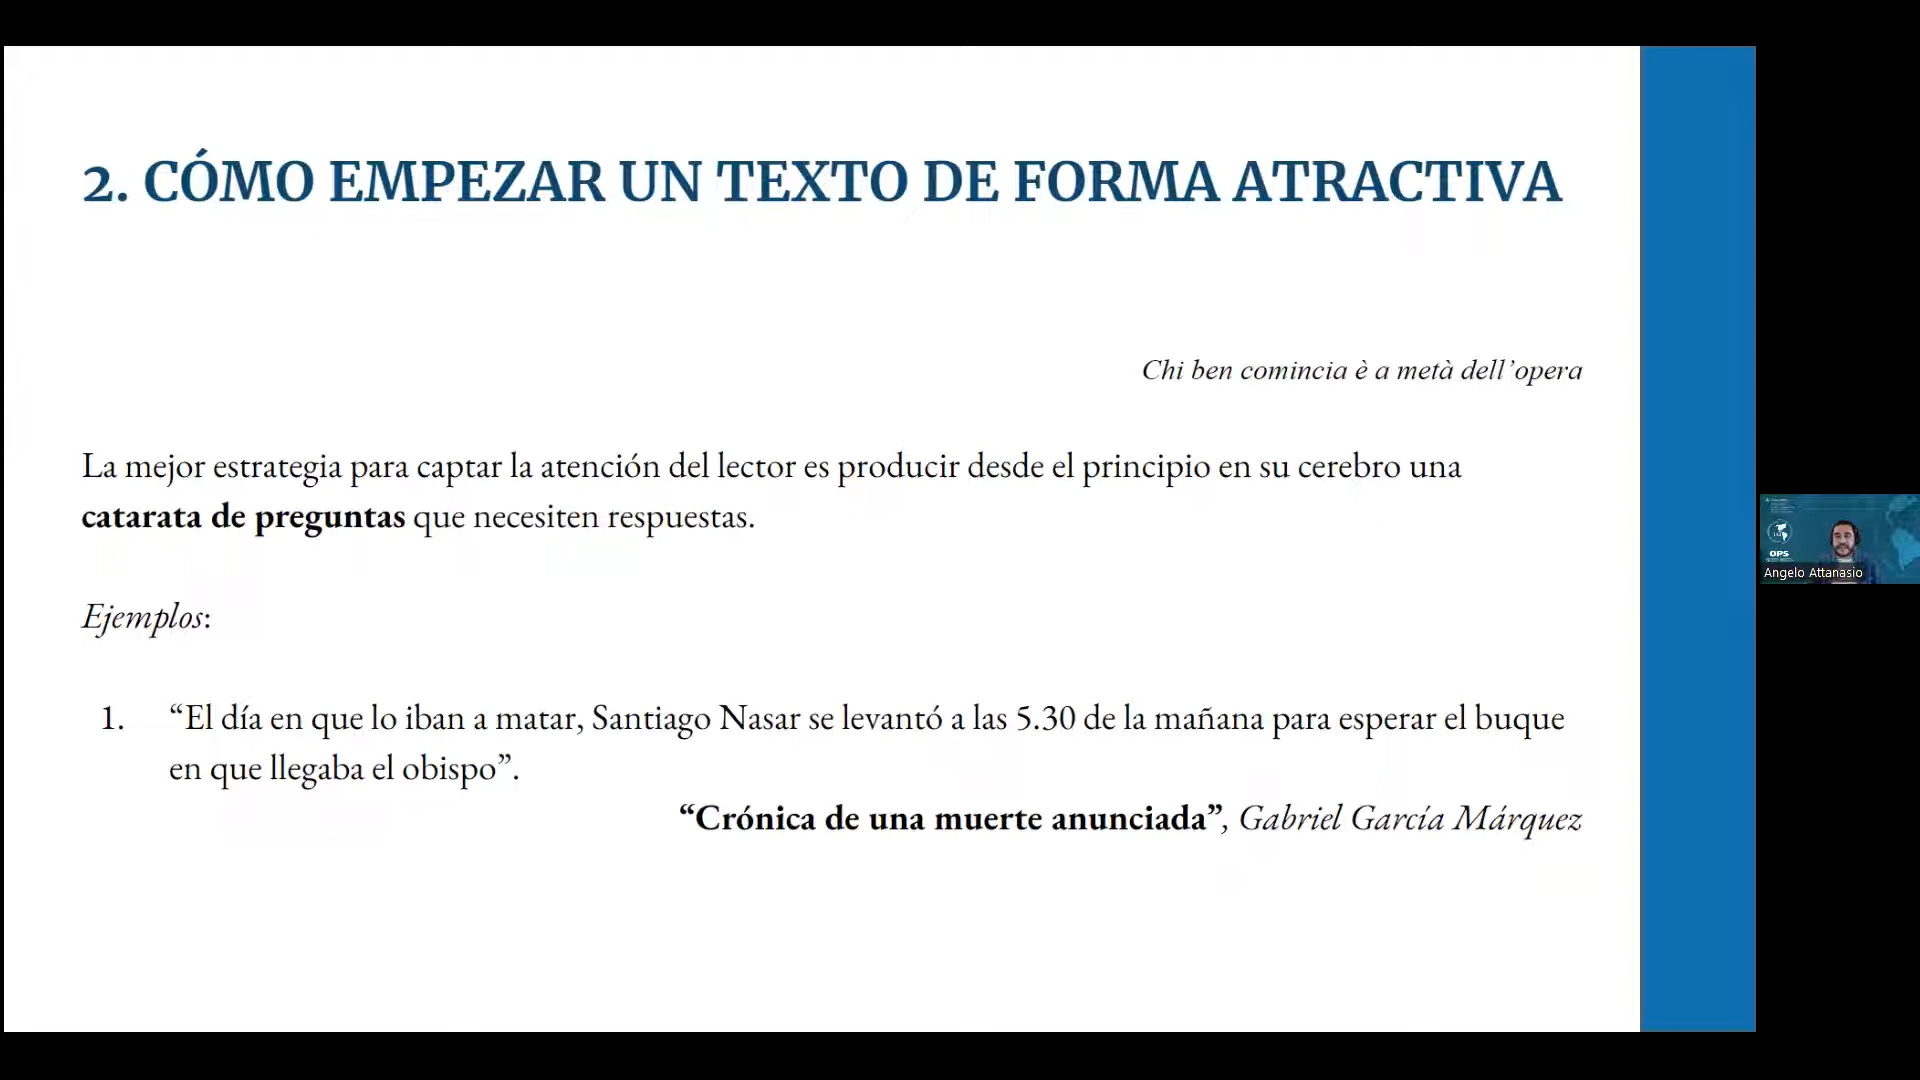 2. CÓMO EMPEZAR UN TEXTO DE FORMA ATRACTIVA
Chi ben comincia è a metà dell’opera
La mejor estrategia para captar la atención del lector es producir desde el principio en su cerebro una
catarata de preguntas que necesiten respuestas.
Ejemplos:
1. “El día en que lo iban a matar, Santiago Nasar se levantó a las 5.30 de la mañana para esperar el buque
en que llegaba el obispo”.
“Crónica de una muerte anunciada”, Gabriel García Márquez
OPS
Angelo Attanasio